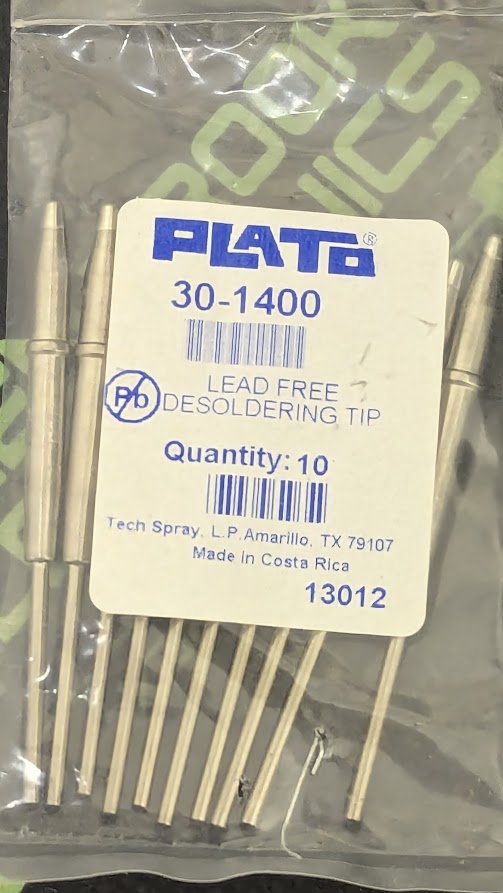 PLATO®
30-1400
Pb
LEAD FREE
DESOLDERING TIP
Quantity: 10
Tech Spray, L.P. Amarillo, TX 79107
Made in Costa Rica
13012